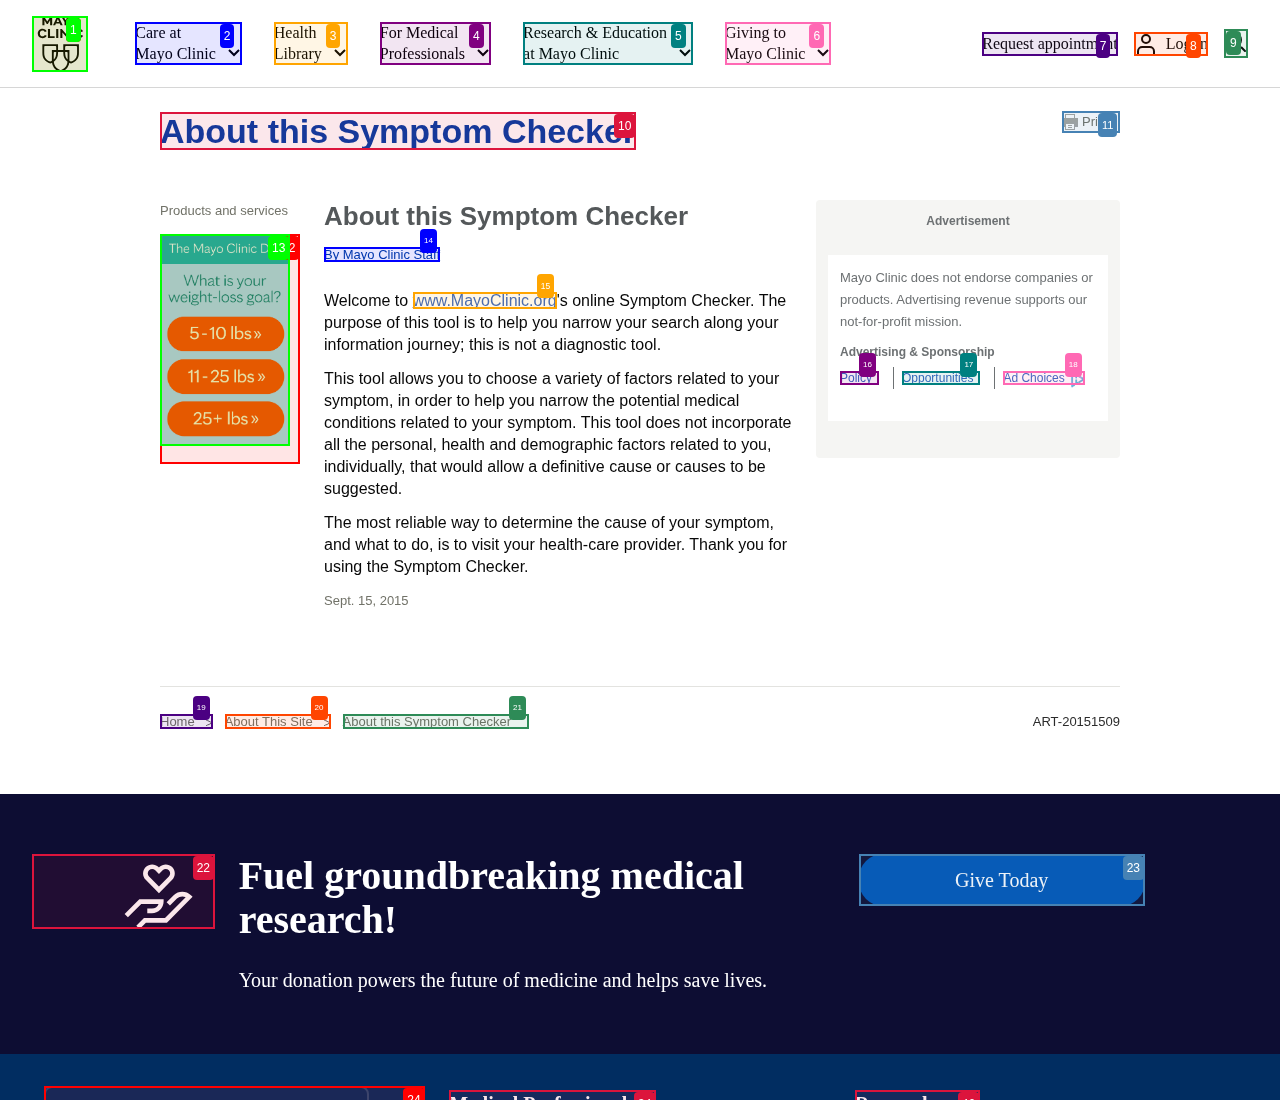 MAYO
CLINIC
1
Care at
Mayo Clinic
2
Health
Library
3
For Medical
Professionals
4
Research & Education
at Mayo Clinic
5
Giving to
Mayo Clinic
6
Request appointment
7
8
9
About this Symptom Checker
10
11
Products and services
The Mayo Clinic
13
What is your
weight-loss goal?
5-10 lbs»
11-25 lbs»
25+ lbs»
About this Symptom Checker
14
By Mayo Clinic Staff
15
Welcome to www.MayoClinic.org's online Symptom Checker. The
purpose of this tool is to help you narrow your search along your
information journey; this is not a diagnostic tool.
This tool allows you to choose a variety of factors related to your
symptom, in order to help you narrow the potential medical
conditions related to your symptom. This tool does not incorporate
all the personal, health and demographic factors related to you,
individually, that would allow a definitive cause or causes to be
suggested.
The most reliable way to determine the cause of your symptom,
and what to do, is to visit your health-care provider. Thank you for
using the Symptom Checker.
Sept. 15, 2015
Advertisement
Mayo Clinic does not endorse companies or
products. Advertising revenue supports our
not-for-profit mission.
Advertising & Sponsorship
16
17
18
Policy
Opportunities
Ad Choices
19
20
21
Home >
About This Site >
About this Symptom Checker
ART-20151509
22
Fuel groundbreaking medical
research!
Your donation powers the future of medicine and helps save lives.
Give Today
23
24